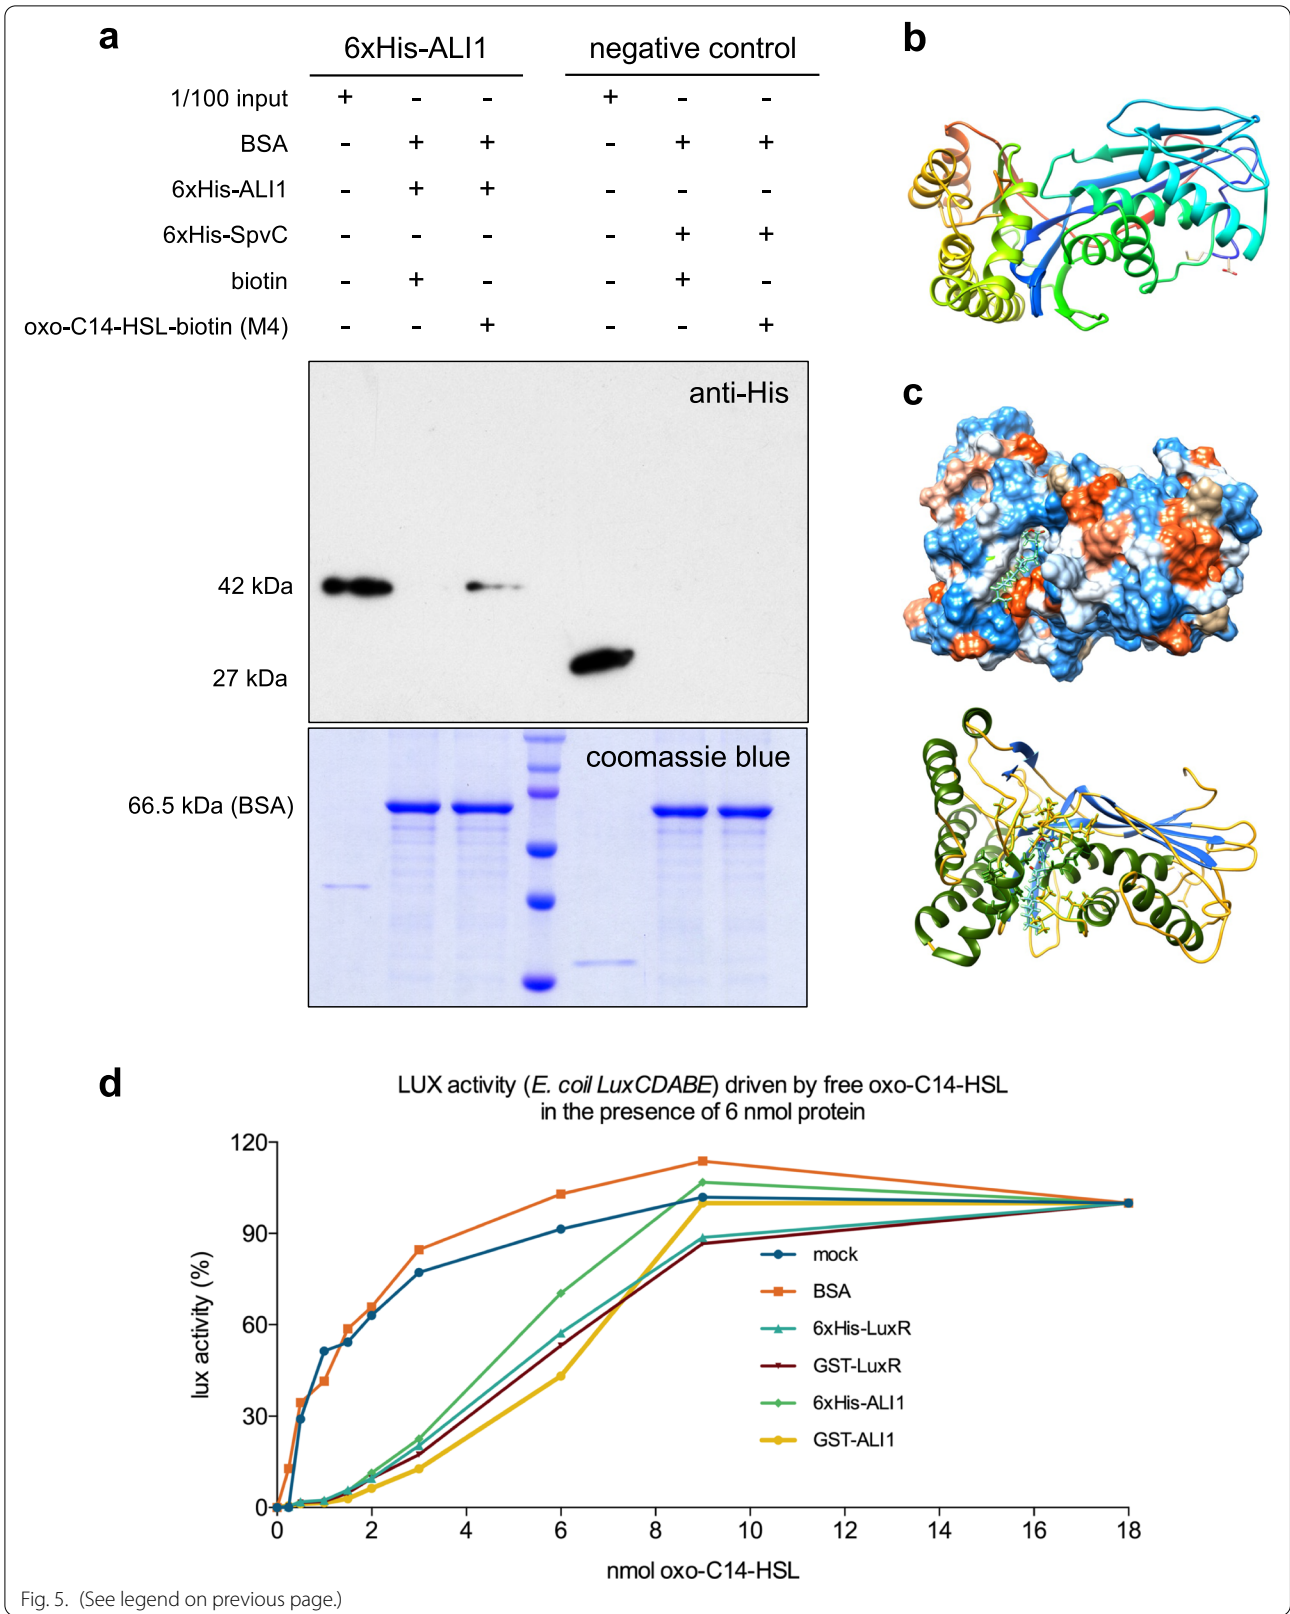 a
6xHis-ALI1 negative control
1/100 input + - - + - -
BSA - + + - + +
6xHis-ALI1 - + + - - -
6xHis-SpvC - - - - + +
biotin - + - - + -
oxo-C14-HSL-biotin (M4) - - + - - +
anti-His
42 kDa
27 kDa
coomassie blue
66.5 kDa (BSA)
b
c
d
LUX activity (E. coil LuxCDABE) driven by free oxo-C14-HSL
in the presence of 6 nmol protein
lux activity (%)
120
90
60
30
0
0 2 4 6 8 10 12 14 16 18
nmol oxo-C14-HSL
mock
BSA
6xHis-LuxR
GST-LuxR
6xHis-ALI1
GST-ALI1
Fig. 5. (See legend on previous page.)